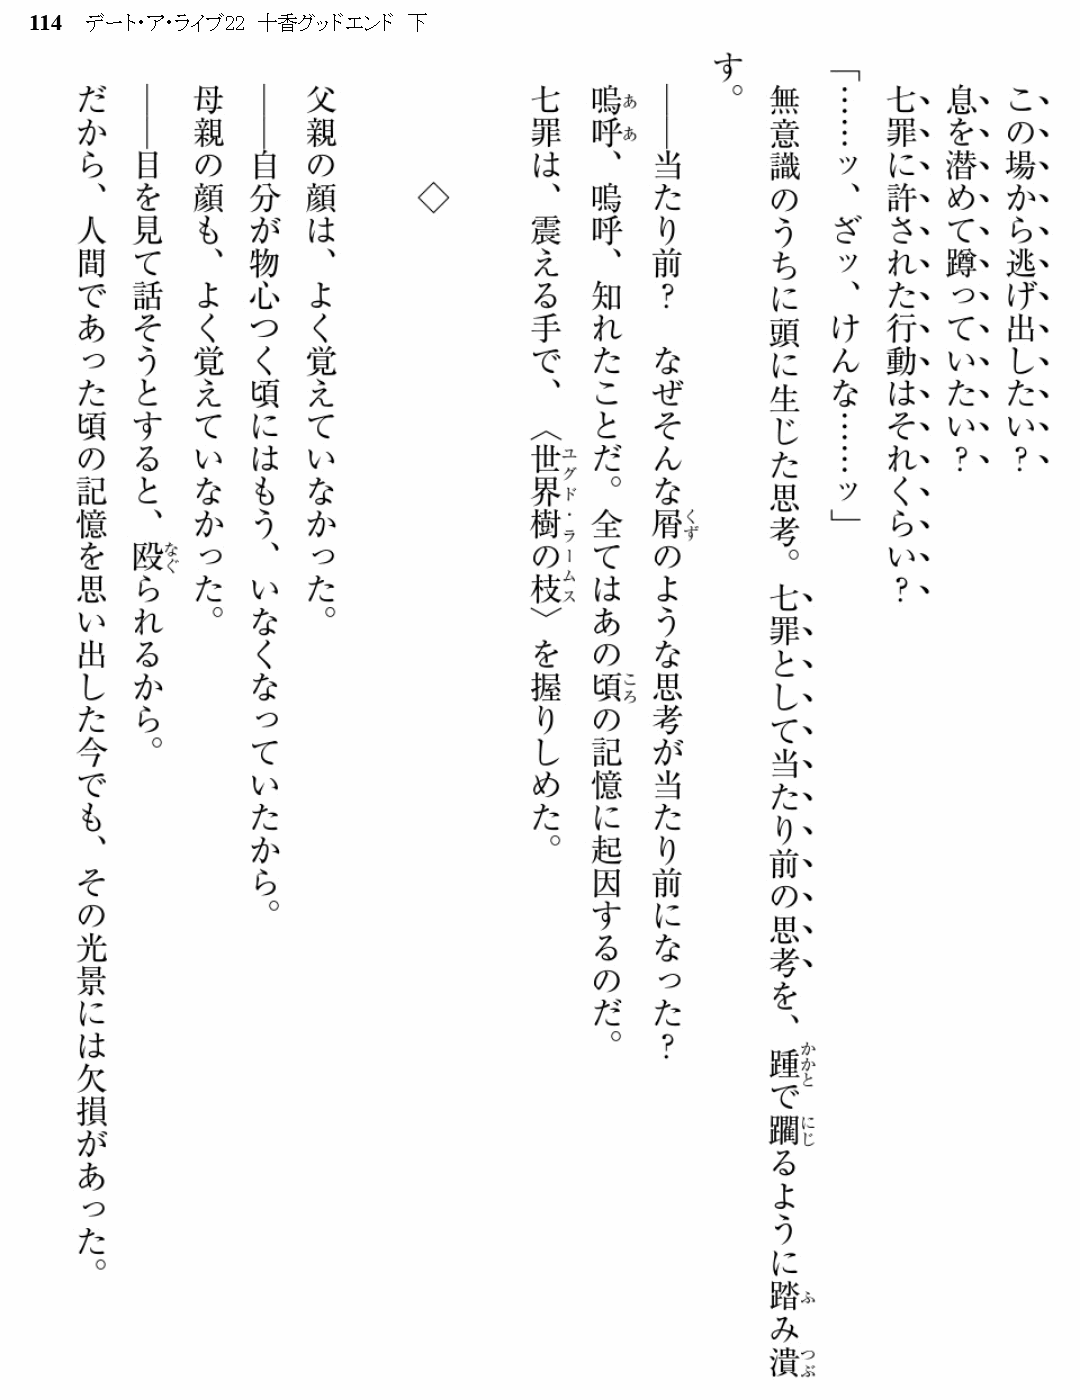 114 デート・ア・ライブ22 十香グッドエンド 下
この場から逃げ出したい?
息を潜めて蹲っていたい?
七罪に許された行動はそれくらい?
「……ッ、ざッ、けんな……ッ」
無意識のうちに頭に生じた思考。七罪として当たり前の思考を、踵で躙るように踏み潰
す。
――当たり前? なぜそんな屑のような思考が当たり前になった?
嗚呼、嗚呼、知れたことだ。全てはあの頃の記憶に起因するのだ。
七罪は、震える手で、〈世界樹の枝〉を握りしめた。
◇
父親の顔は、よく覚えていなかった。
――自分が物心つく頃にはもう、いなくなっていたから。
母親の顔も、よく覚えていなかった。
――目を見て話そうとすると、殴られるから。
だから、人間であった頃の記憶を思い出した今でも、その光景には欠損があった。